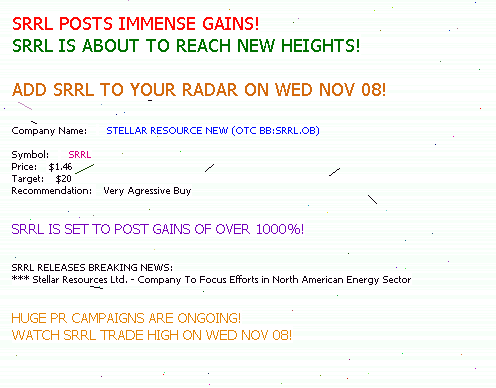 SRRL POSTS IMMENSE GAINS!
SRRL IS ABOUT TO REACH NEW HEIGHTS!
ADD SRRL TO YOUR RADAR ON WED NOV 08!
Company Name: STELLAR RESOURCE NEW (OTC BB:SRRL.OB)
Symbol: SRRL
Price: $1.46
Target: $20
Recommendation: Very Agressive Buy
SRRL IS SET TO POST GAINS OF OVER 1000%!
SRRL RELEASES BREAKING NEWS:
*** Stellar Resources Ltd. - Company To Focus Efforts in North American Energy Sector
HUGE PR CAMPAIGNS ARE ONGOING!
WATCH SRRL TRADE HIGH ON WED NOV 08!